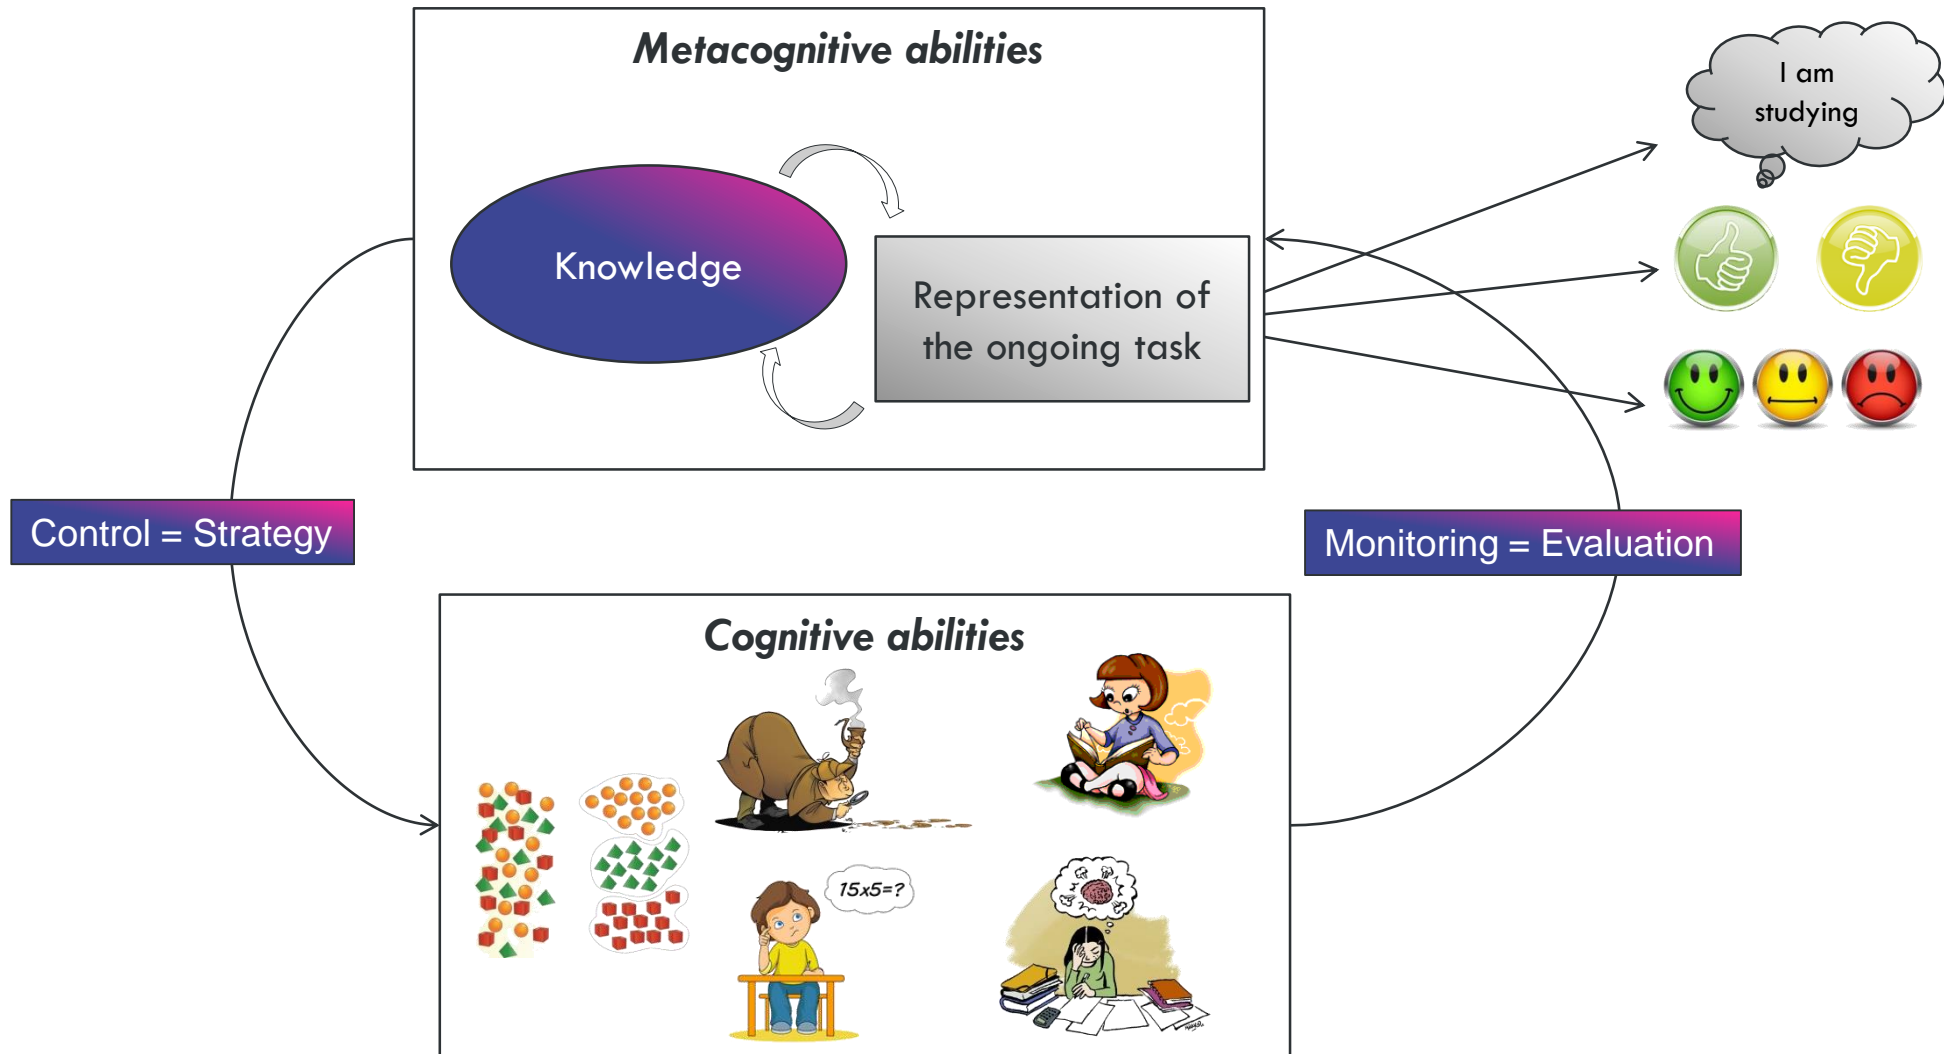 Metacognitive abilities
I am
studying
Knowledge
Representation of
the ongoing task
Control = Strategy
Monitoring = Evaluation
Cognitive abilities
15x5=?